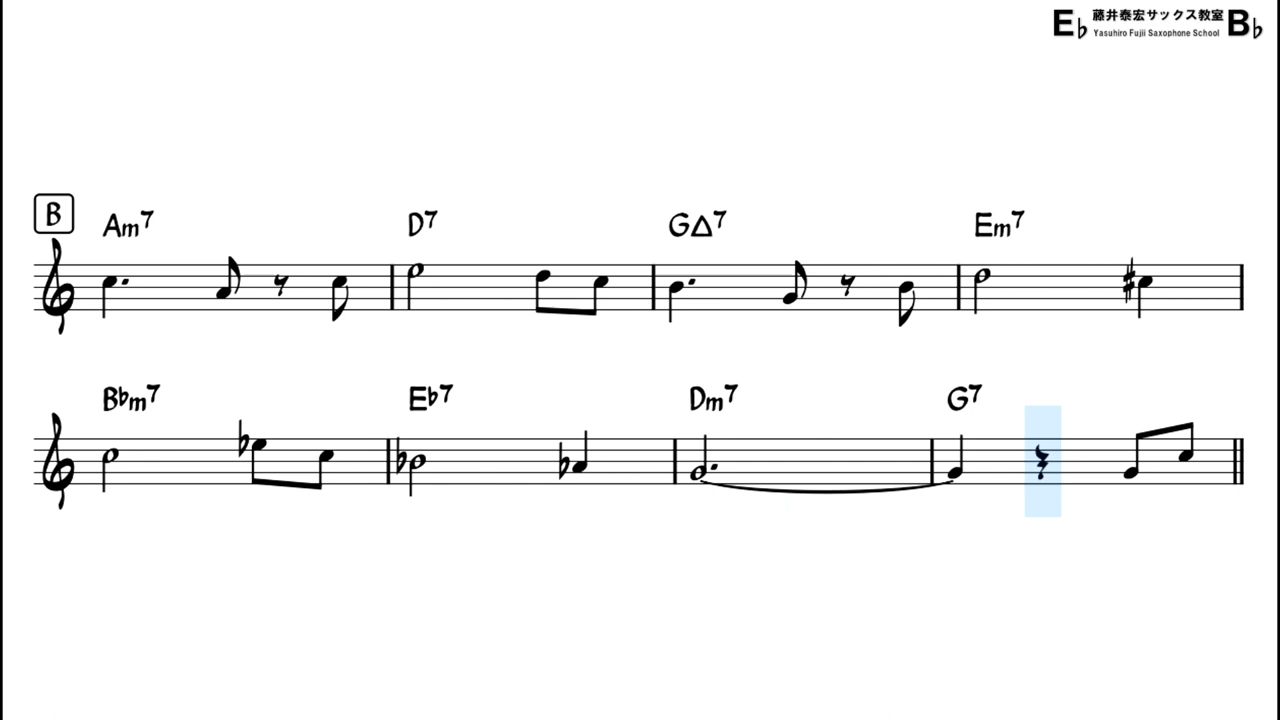 E♭ 藤井泰宏サックス教室 B♭
Yasuhiro Fujii Saxophone School
B
Am7 D7 G△7 Em7
B♭m7 E♭7 Dm7 G7